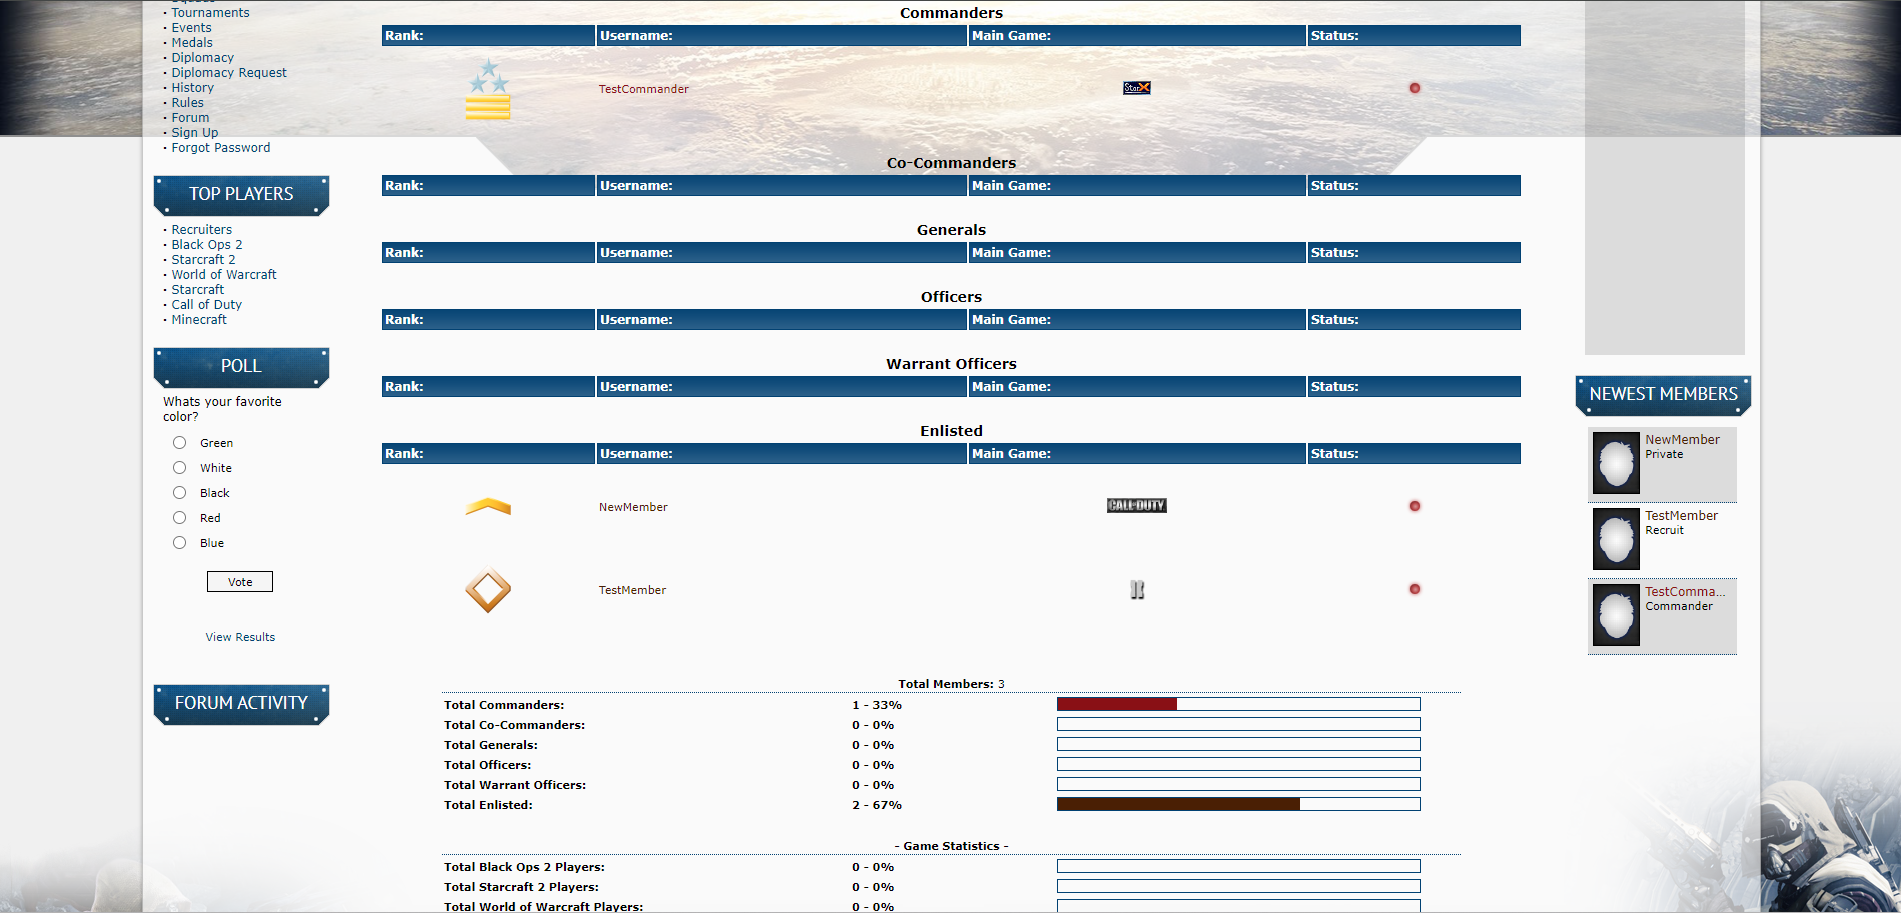 Tournaments
Events
Medals
Diplomacy
Diplomacy Request
History
Rules
Forum
Sign Up
Forgot Password
TOP PLAYERS
Recruiters
Black Ops 2
Starcraft 2
World of Warcraft
Starcraft
Call of Duty
Minecraft
POLL
Whats your favorite
color?
Green
White
Black
Red
Blue
Vote
View Results
FORUM ACTIVITY
Commanders
Rank: Username: Main Game: Status:
TestCommander StarX
Co-Commanders
Rank: Username: Main Game: Status:
Generals
Rank: Username: Main Game: Status:
Officers
Rank: Username: Main Game: Status:
Warrant Officers
Rank: Username: Main Game: Status:
Enlisted
Rank: Username: Main Game: Status:
NewMember CALL OF DUTY
TestMember II
Total Members: 3
Total Commanders: 1 - 33%
Total Co-Commanders: 0 - 0%
Total Generals: 0 - 0%
Total Officers: 0 - 0%
Total Warrant Officers: 0 - 0%
Total Enlisted: 2 - 67%
- Game Statistics -
Total Black Ops 2 Players: 0 - 0%
Total Starcraft 2 Players: 0 - 0%
Total World of Warcraft Players: 0 - 0%
NEWEST MEMBERS
NewMember
Private
TestMember
Recruit
TestComma...
Commander